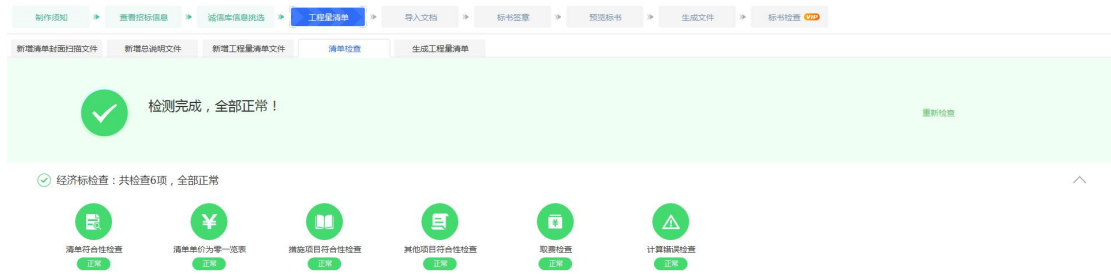 制作须知 查看招标信息 诚信库信息挑选 工程量清单 导入文档 标书签章 预览标书 生成文件 标书检查 VIP
新增清单封面扫描文件 新增总说明文件 新增工程量清单文件 清单检查 生成工程量清单
检测完成，全部正常！
重新检查
经济标检查：共检查6项，全部正常
清单符合性检查 清单单价为零一览表 措施项目符合性检查 其他项目符合性检查 取费检查 计算错误检查
正常 正常 正常 正常 正常 正常